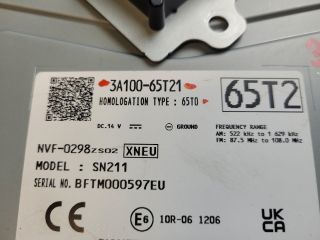 3A100-65T21
HOMOLOGATION TYPE : 65T0
65T2
DC.14 V GROUND
FREQUENCY RANGE
AM: 522 kHz to 1 629 kHz
FM: 87.5 MHz to 108.0 MHz
NVF-0298ZS02 XNEU
MODEL : SN211
SERIAL NO.BFTM000597EU
CE
E6 10R-06 1206
UK
CA